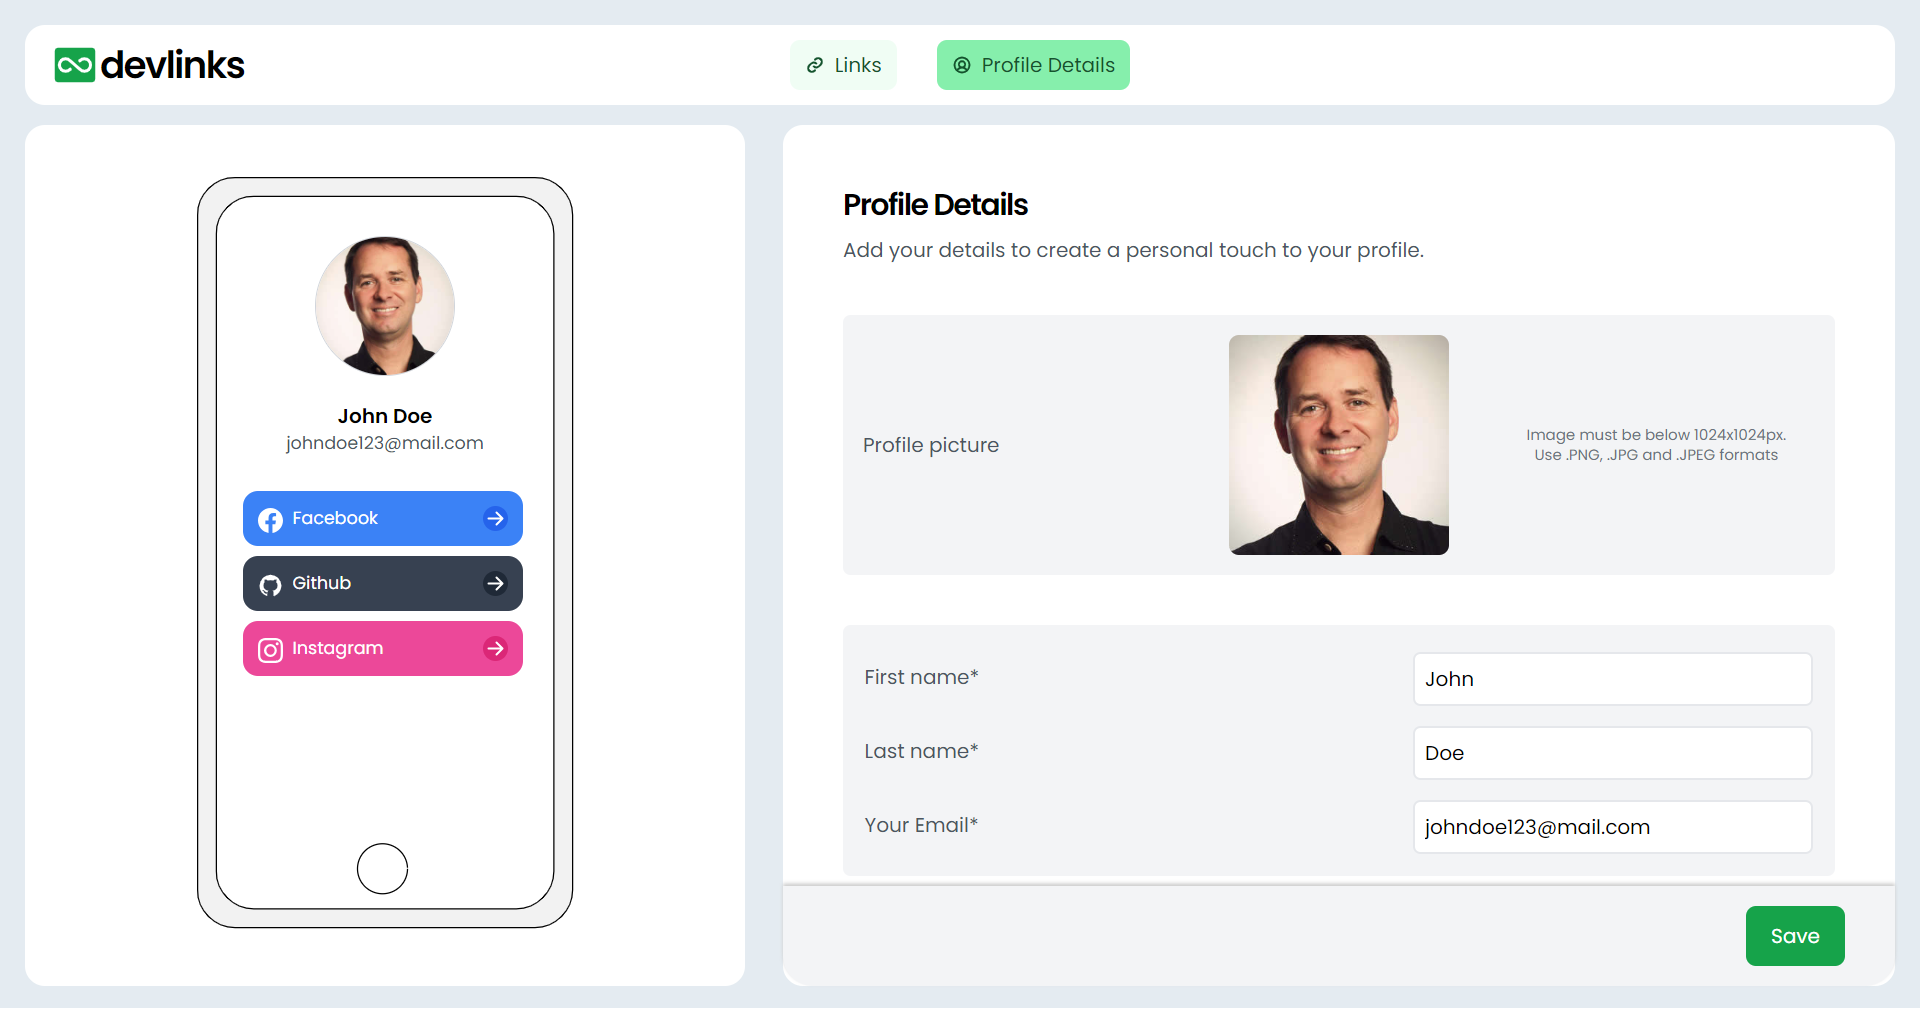 devlinks
Links
Profile Details
John Doe
johndoe123@mail.com
Facebook
Github
Instagram
Profile Details
Add your details to create a personal touch to your profile.
Profile picture
Image must be below 1024x1024px.
Use .PNG, .JPG and .JPEG formats
First name*
John
Last name*
Doe
Your Email*
johndoe123@mail.com
Save